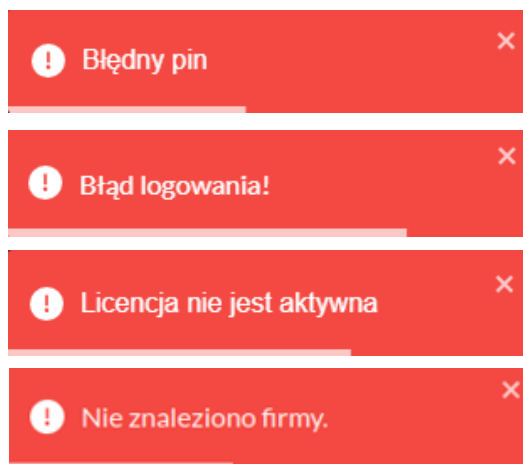 Błędny pin
Błąd logowania!
Licencja nie jest aktywna
Nie znaleziono firmy.